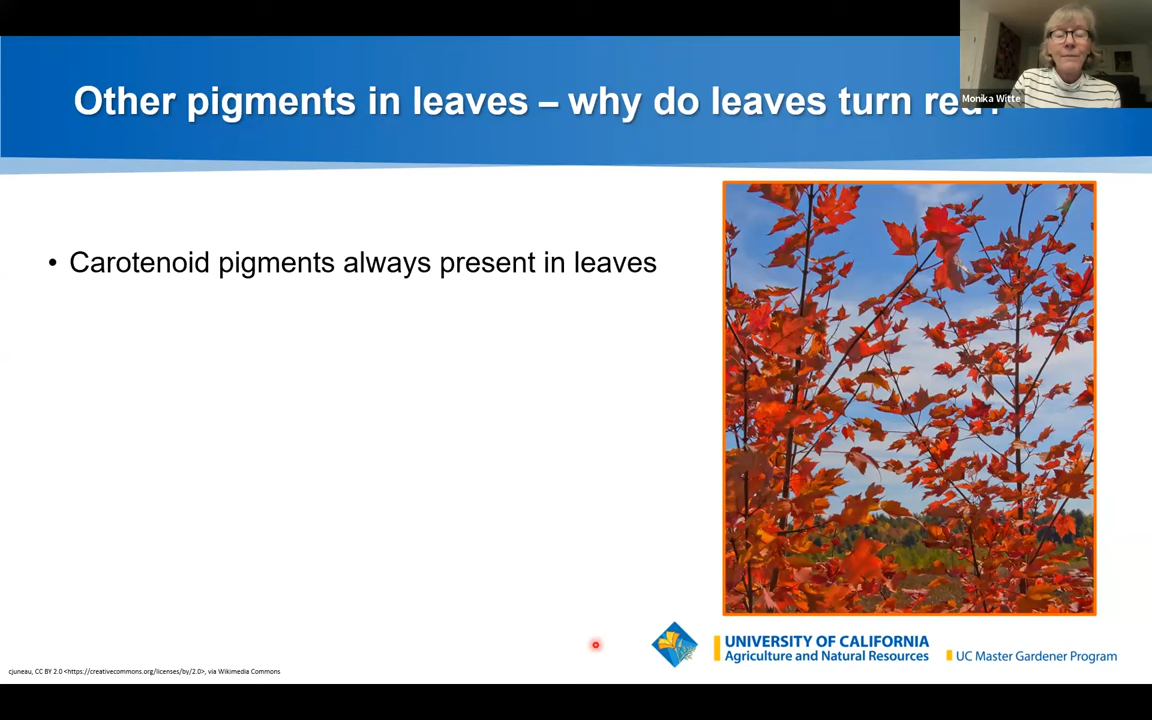 Other pigments in leaves – why do leaves turn red?
Monika Witte
• Carotenoid pigments always present in leaves
UNIVERSITY OF CALIFORNIA
Agriculture and Natural Resources
UC Master Gardener Program
cjuneau, CC BY 2.0 <https://creativecommons.org/licenses/by/2.0>, via Wikimedia Commons